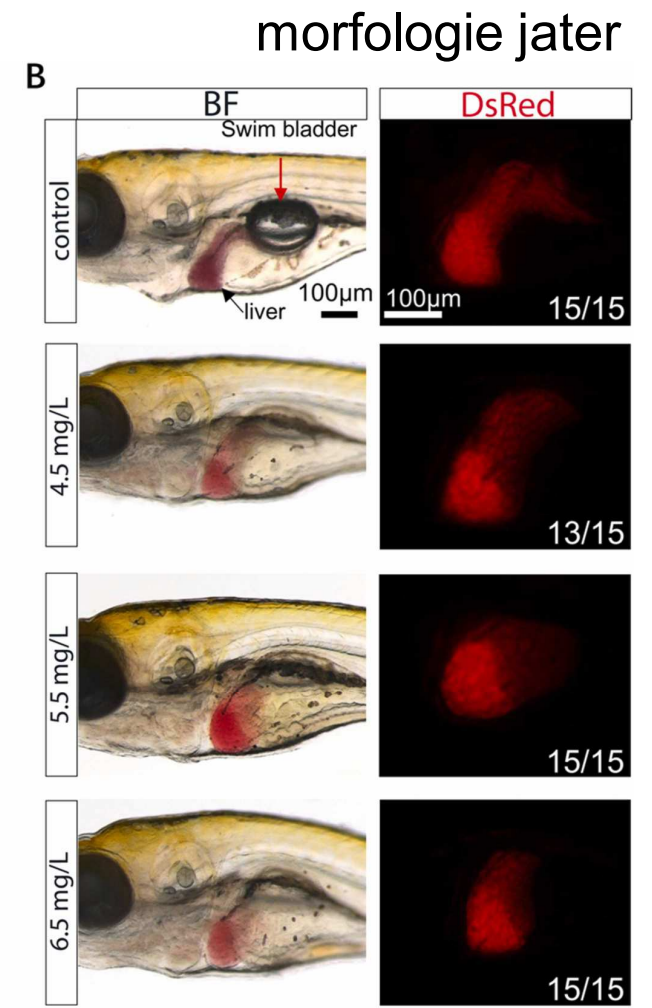 morfologie jater
B
BF
DsRed
control
Swim bladder
liver
100μm
100μm
15/15
4.5 mg/L
13/15
5.5 mg/L
15/15
6.5 mg/L
15/15